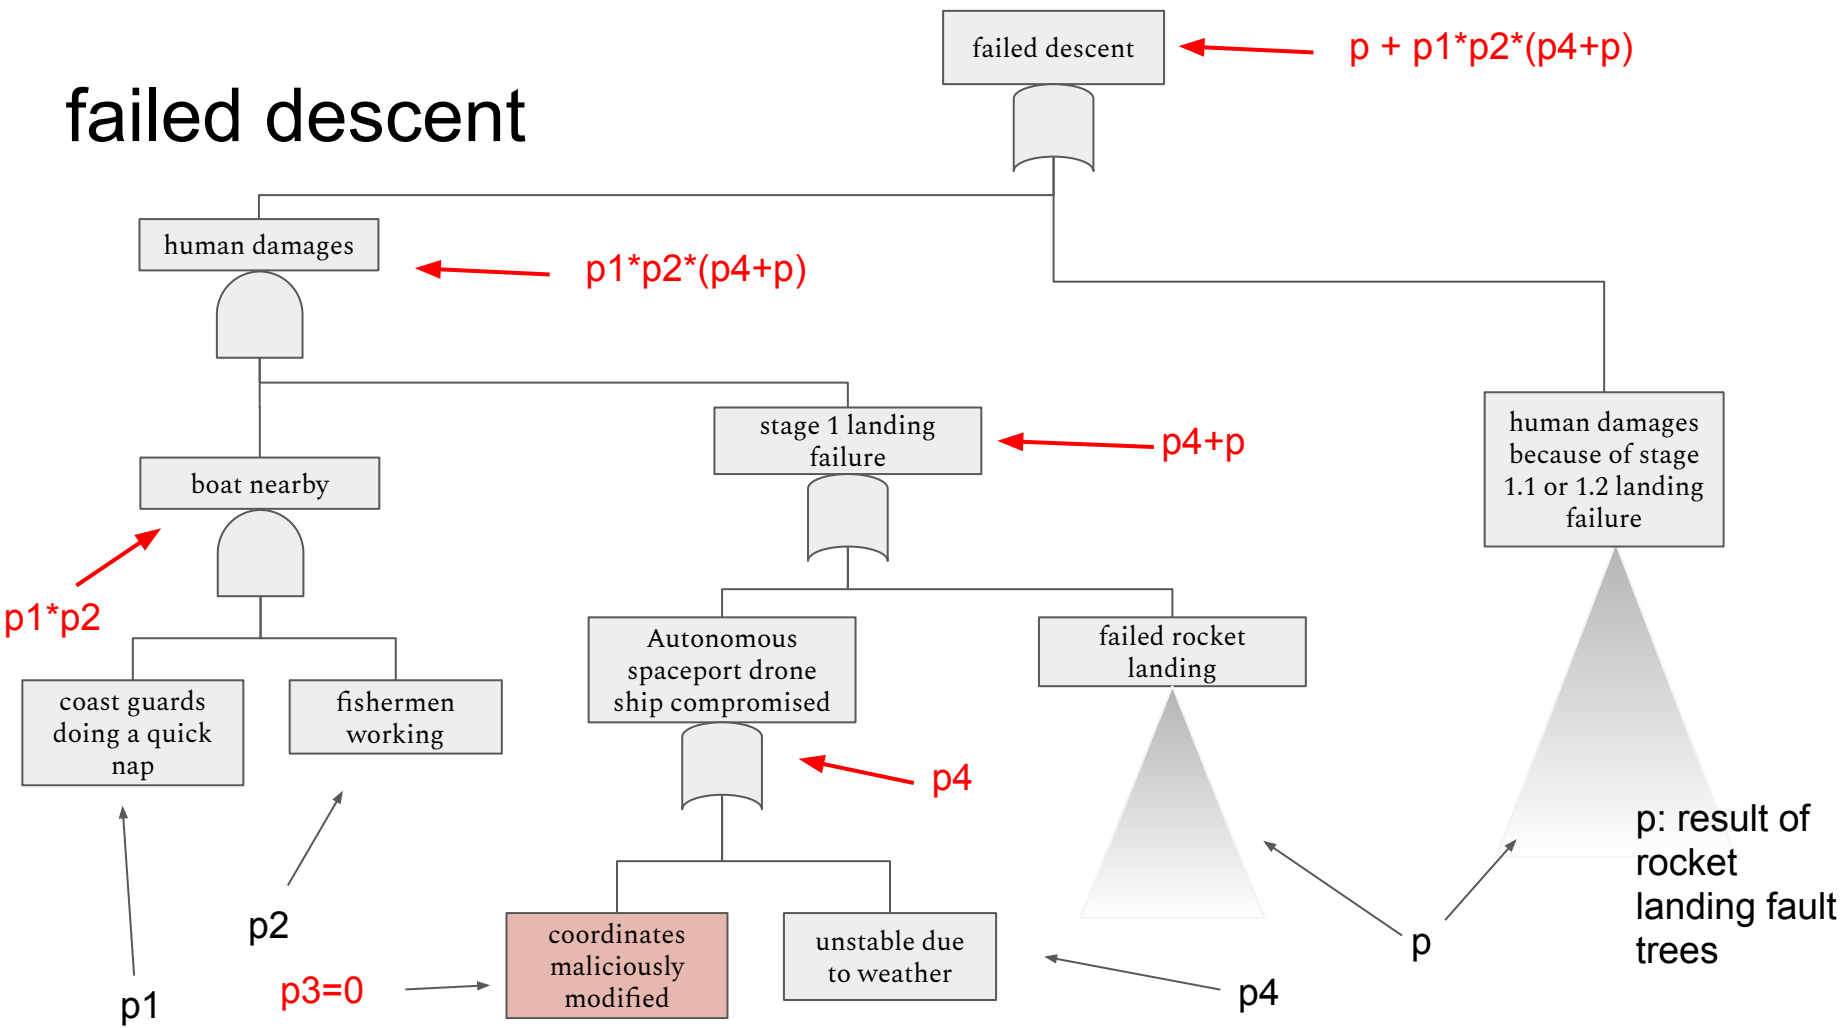 failed descent
p + p1*p2*(p4+p)
failed descent
human damages
p1*p2*(p4+p)
stage 1 landing
failure
p4+p
human damages
because of stage
1.1 or 1.2 landing
failure
boat nearby
p1*p2
Autonomous
spaceport drone
ship compromised
failed rocket
landing
coast guards
doing a quick
nap
fishermen
working
p4
p: result of
rocket
landing fault
trees
p2
coordinates
maliciously
modified
unstable due
to weather
p
p3=0
p4
p1